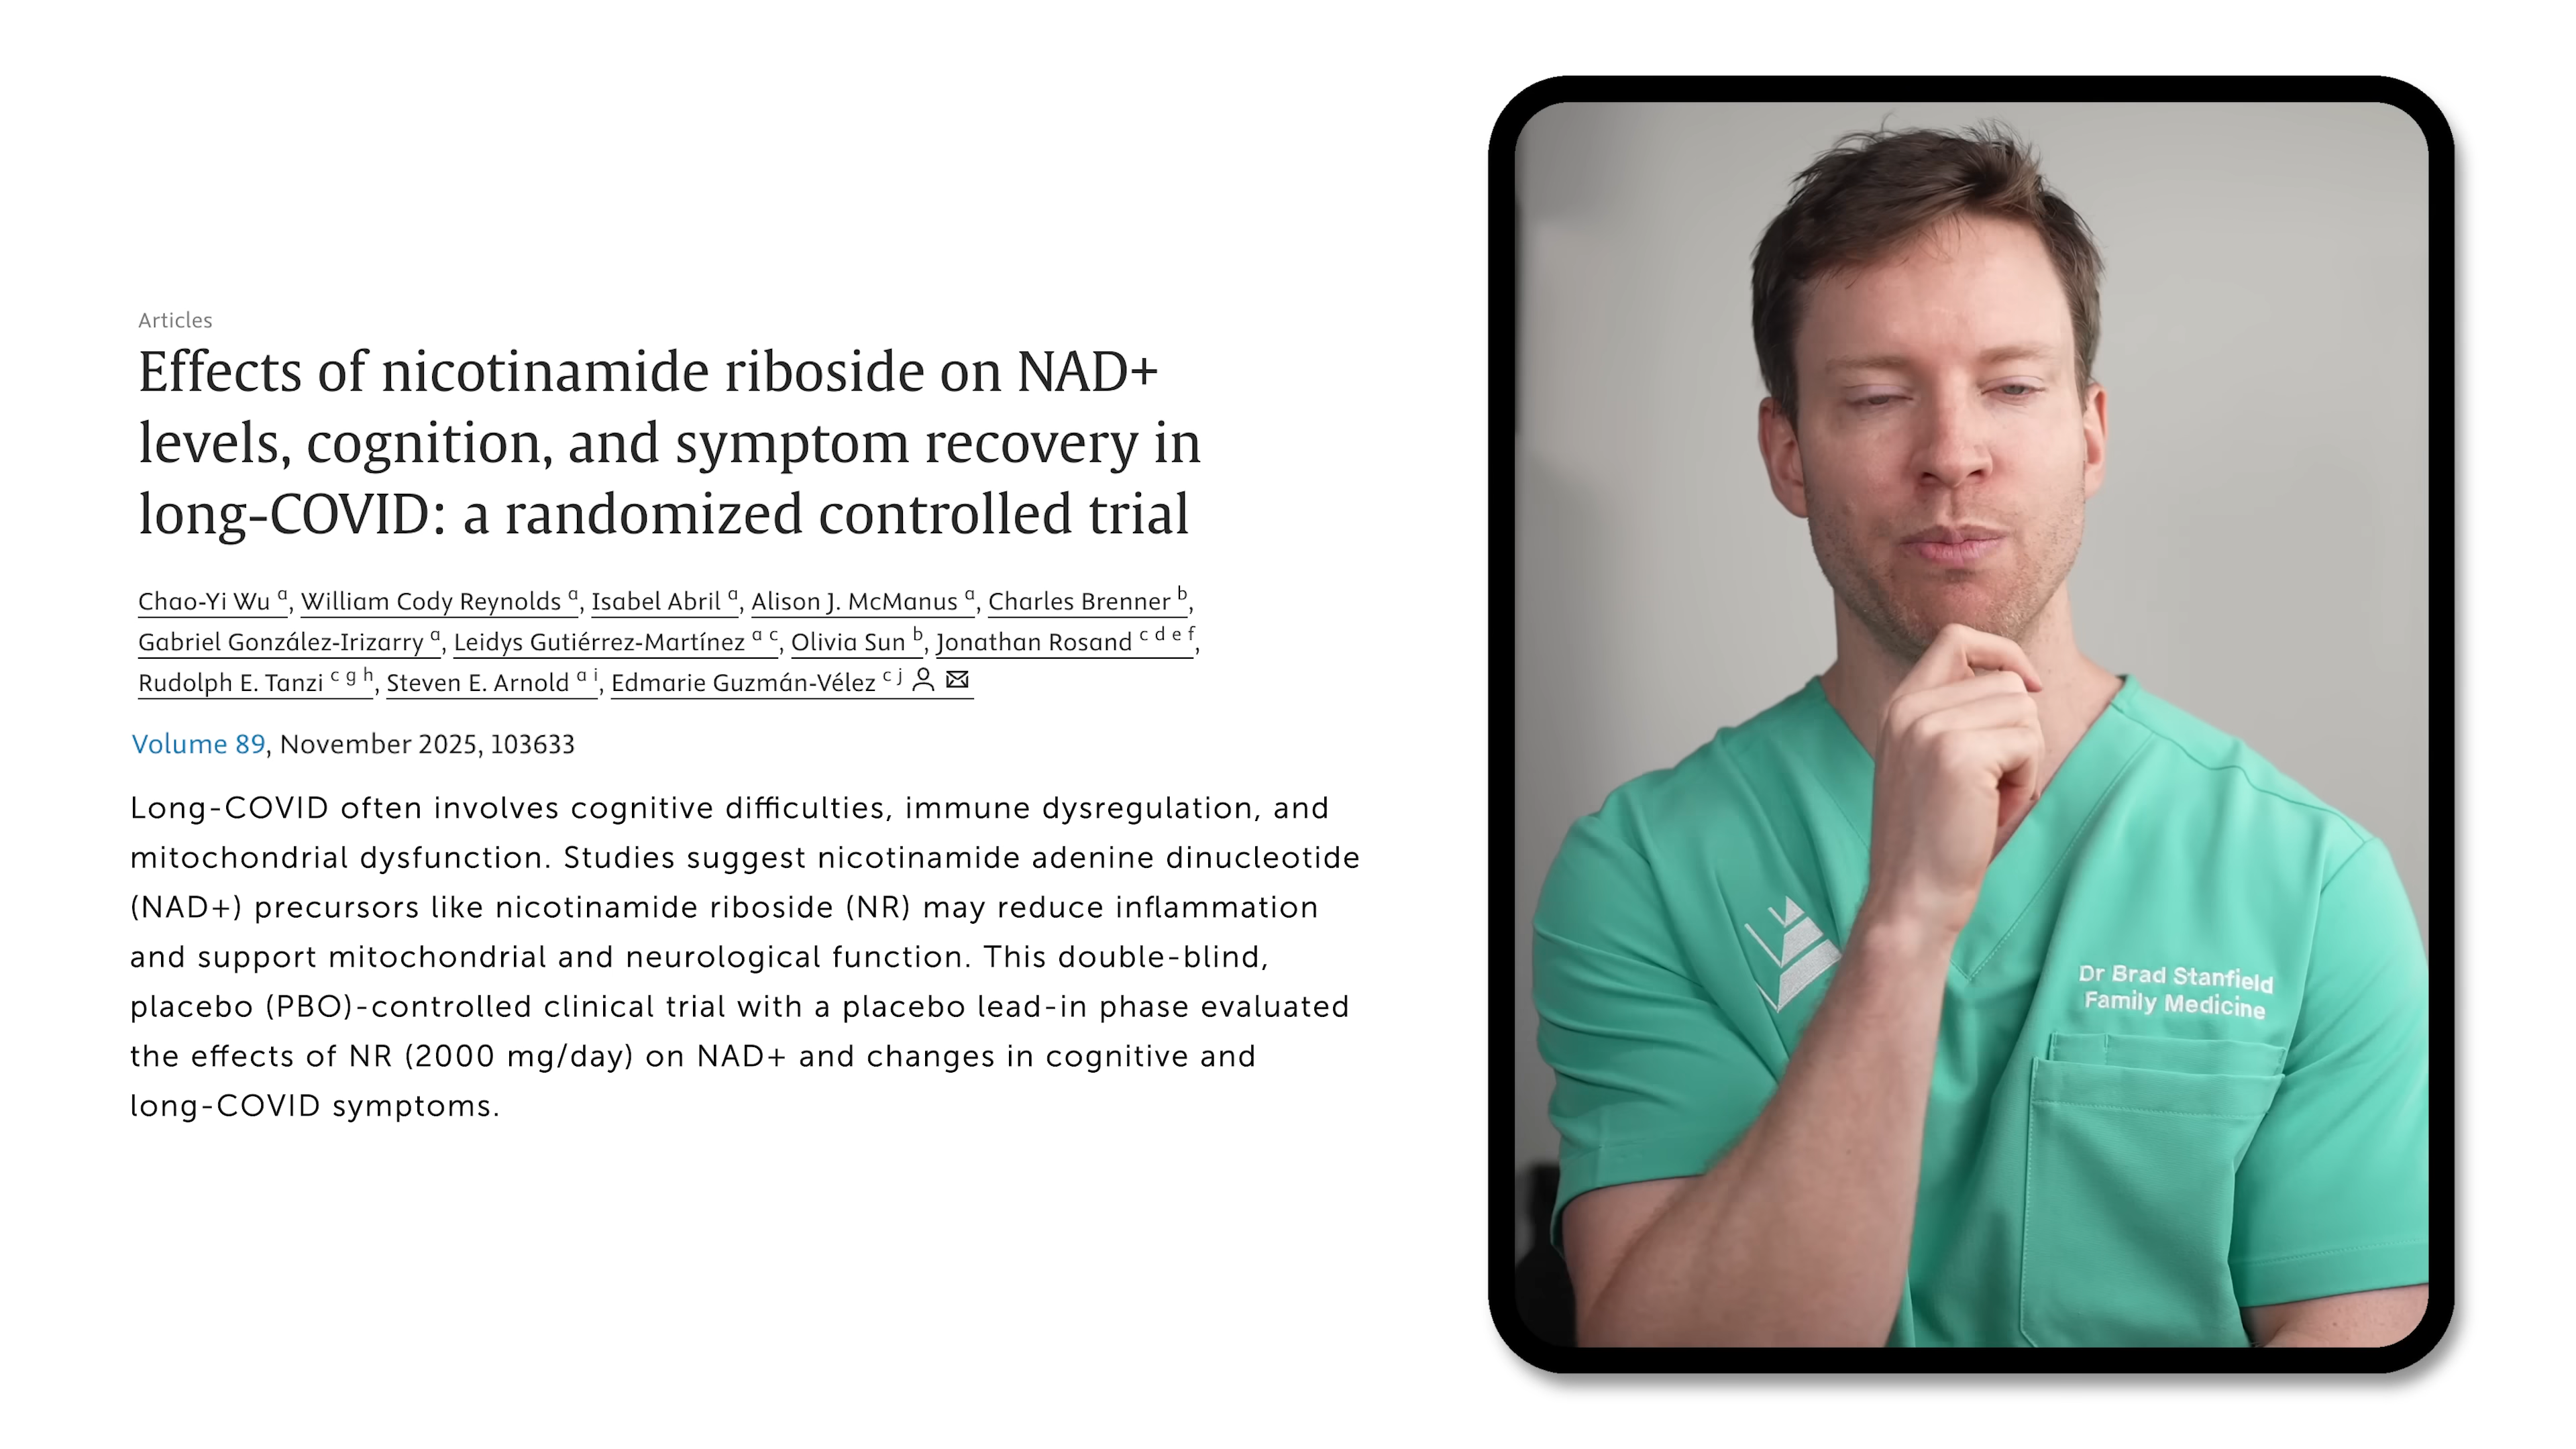 Articles
Effects of nicotinamide riboside on NAD+
levels, cognition, and symptom recovery in
long-COVID: a randomized controlled trial
Chao-Yi Wu a, William Cody Reynolds a, Isabel Abril a, Alison J. McManus a, Charles Brenner b,
Gabriel González-Irizarry a, Leidys Gutiérrez-Martínez a c, Olivia Sun b, Jonathan Rosand c d e f,
Rudolph E. Tanzi c g h, Steven E. Arnold a i, Edmarie Guzmán-Vélez c j
Volume 89, November 2025, 103633
Long-COVID often involves cognitive difficulties, immune dysregulation, and
mitochondrial dysfunction. Studies suggest nicotinamide adenine dinucleotide
(NAD+) precursors like nicotinamide riboside (NR) may reduce inflammation
and support mitochondrial and neurological function. This double-blind,
placebo (PBO)-controlled clinical trial with a placebo lead-in phase evaluated
the effects of NR (2000 mg/day) on NAD+ and changes in cognitive and
long-COVID symptoms.
Dr Brad Stanfield
Family Medicine